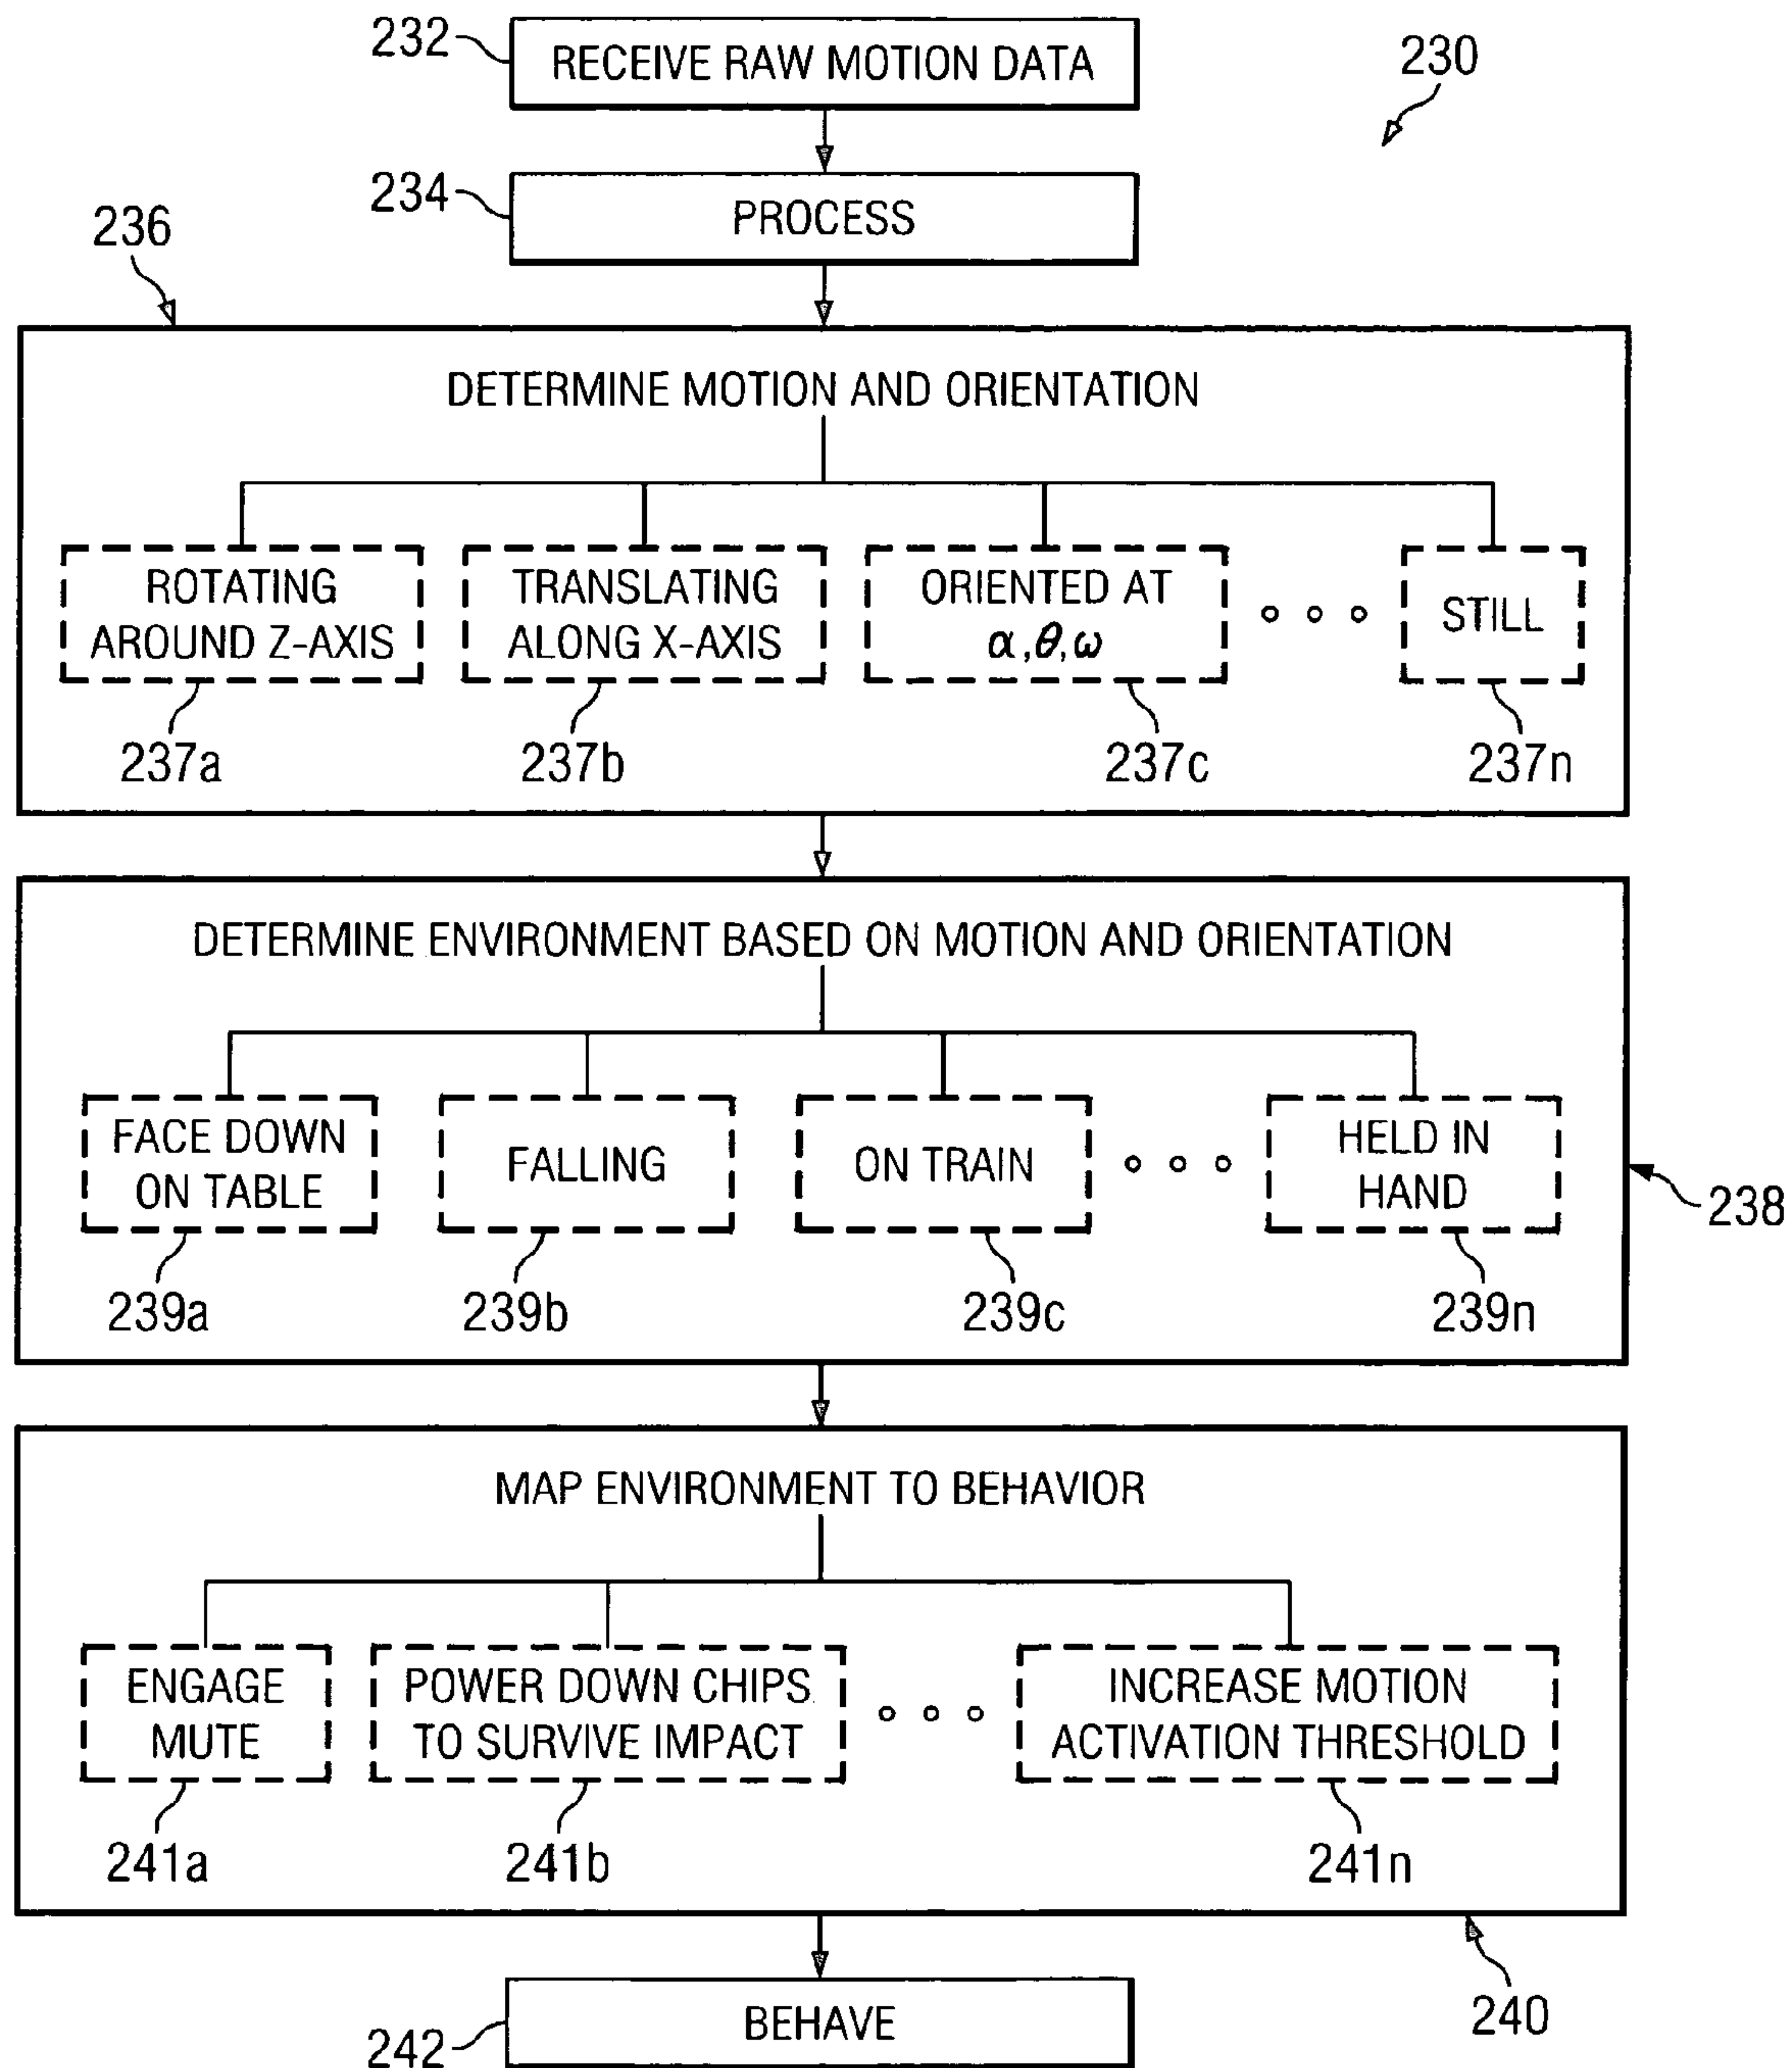 232
RECEIVE RAW MOTION DATA
230
234
PROCESS
236
DETERMINE MOTION AND ORIENTATION
ROTATING
AROUND Z-AXIS
TRANSLATING
ALONG X-AXIS
ORIENTED AT
α,θ,ω
STILL
237a
237b
237c
237n
DETERMINE ENVIRONMENT BASED ON MOTION AND ORIENTATION
FACE DOWN
ON TABLE
FALLING
ON TRAIN
HELD IN
HAND
238
239a
239b
239c
239n
MAP ENVIRONMENT TO BEHAVIOR
ENGAGE
MUTE
POWER DOWN CHIPS
TO SURVIVE IMPACT
INCREASE MOTION
ACTIVATION THRESHOLD
241a
241b
241n
240
242
BEHAVE